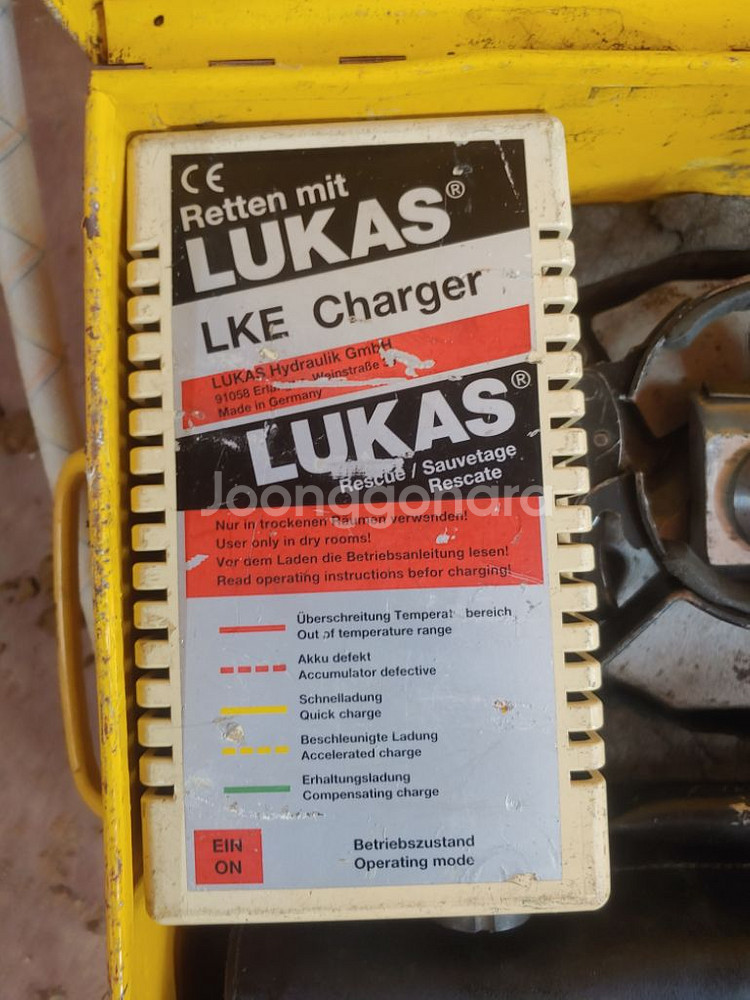 CE
Retten mit
LUKAS®
LKE Charger
LUKAS Hydraulik GmbH
91058 Weinstraße
Made in Germany
LUKAS®
Rescue / Sauvetage
Rescate
Joonggonara
Nur in trockenen Räumen verwenden!
User only in dry rooms!
Vor dem Laden die Betriebsanleitung lesen!
Read operating instructions befor charging!
Überschreitung bereich
Out of temperature range
Akku defekt
Accumulator defective
Schnelladung
Quick charge
Beschleunigte Ladung
Accelerated charge
Erhaltungsladung
Compensating charge
EIN
ON
Betriebszustand
Operating mode